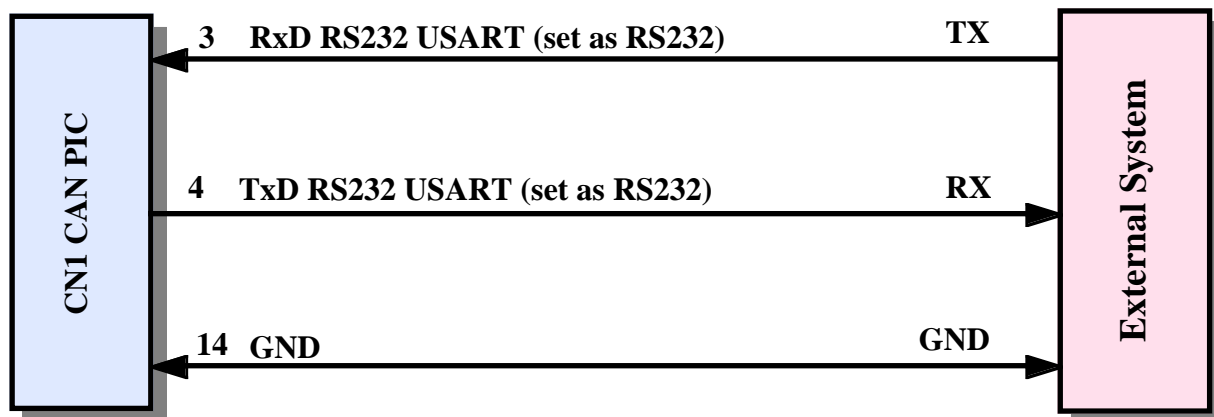 3 RxD RS232 USART (set as RS232) TX
CN1 CAN PIC
4 TxD RS232 USART (set as RS232) RX
External System
14 GND GND